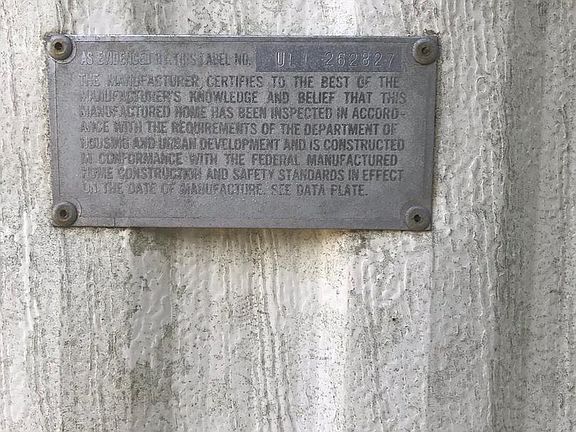 AS EVIDENCED BY THIS LABEL NO. ULI 262827
THE MANUFACTURER CERTIFIES TO THE BEST OF THE
MANUFACTURER'S KNOWLEDGE AND BELIEF THAT THIS
MANUFACTURED HOME HAS BEEN INSPECTED IN ACCORD-
ANCE WITH THE REQUIREMENTS OF THE DEPARTMENT OF
HOUSING AND URBAN DEVELOPMENT AND IS CONSTRUCTED
IN CONFORMANCE WITH THE FEDERAL MANUFACTURED
HOME CONSTRUCTION AND SAFETY STANDARDS IN EFFECT
ON THE DATE OF MANUFACTURE. SEE DATA PLATE.